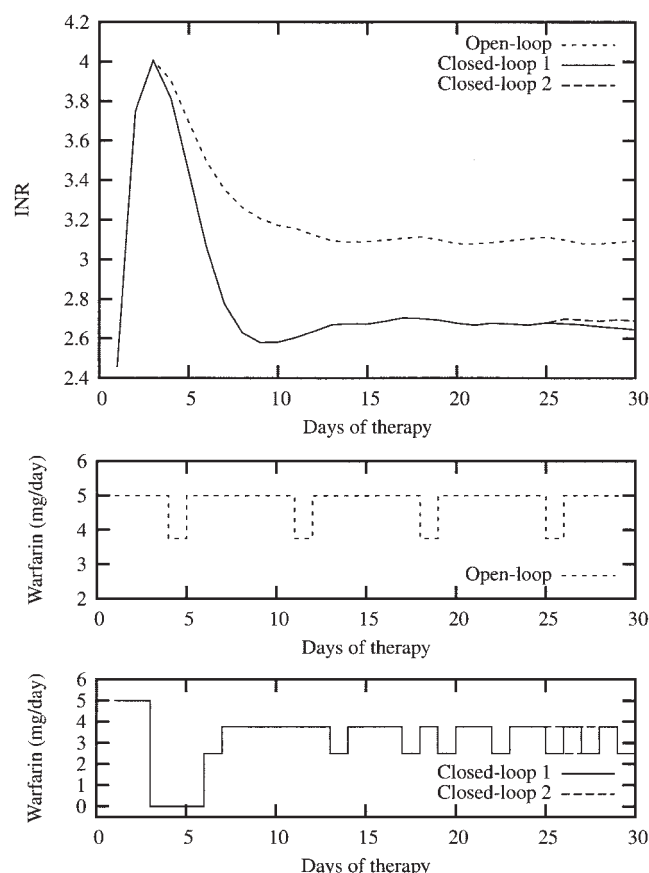 4.2
4
3.8
3.6
3.4
3.2
3
2.8
2.6
2.4
INR
Open-loop
Closed-loop 1
Closed-loop 2
0 5 10 15 20 25 30
Days of therapy
6
5
4
3
2
Warfarin (mg/day)
Open-loop
0 5 10 15 20 25 30
Days of therapy
6
5
4
3
2
1
0
Warfarin (mg/day)
Closed-loop 1
Closed-loop 2
0 5 10 15 20 25 30
Days of therapy